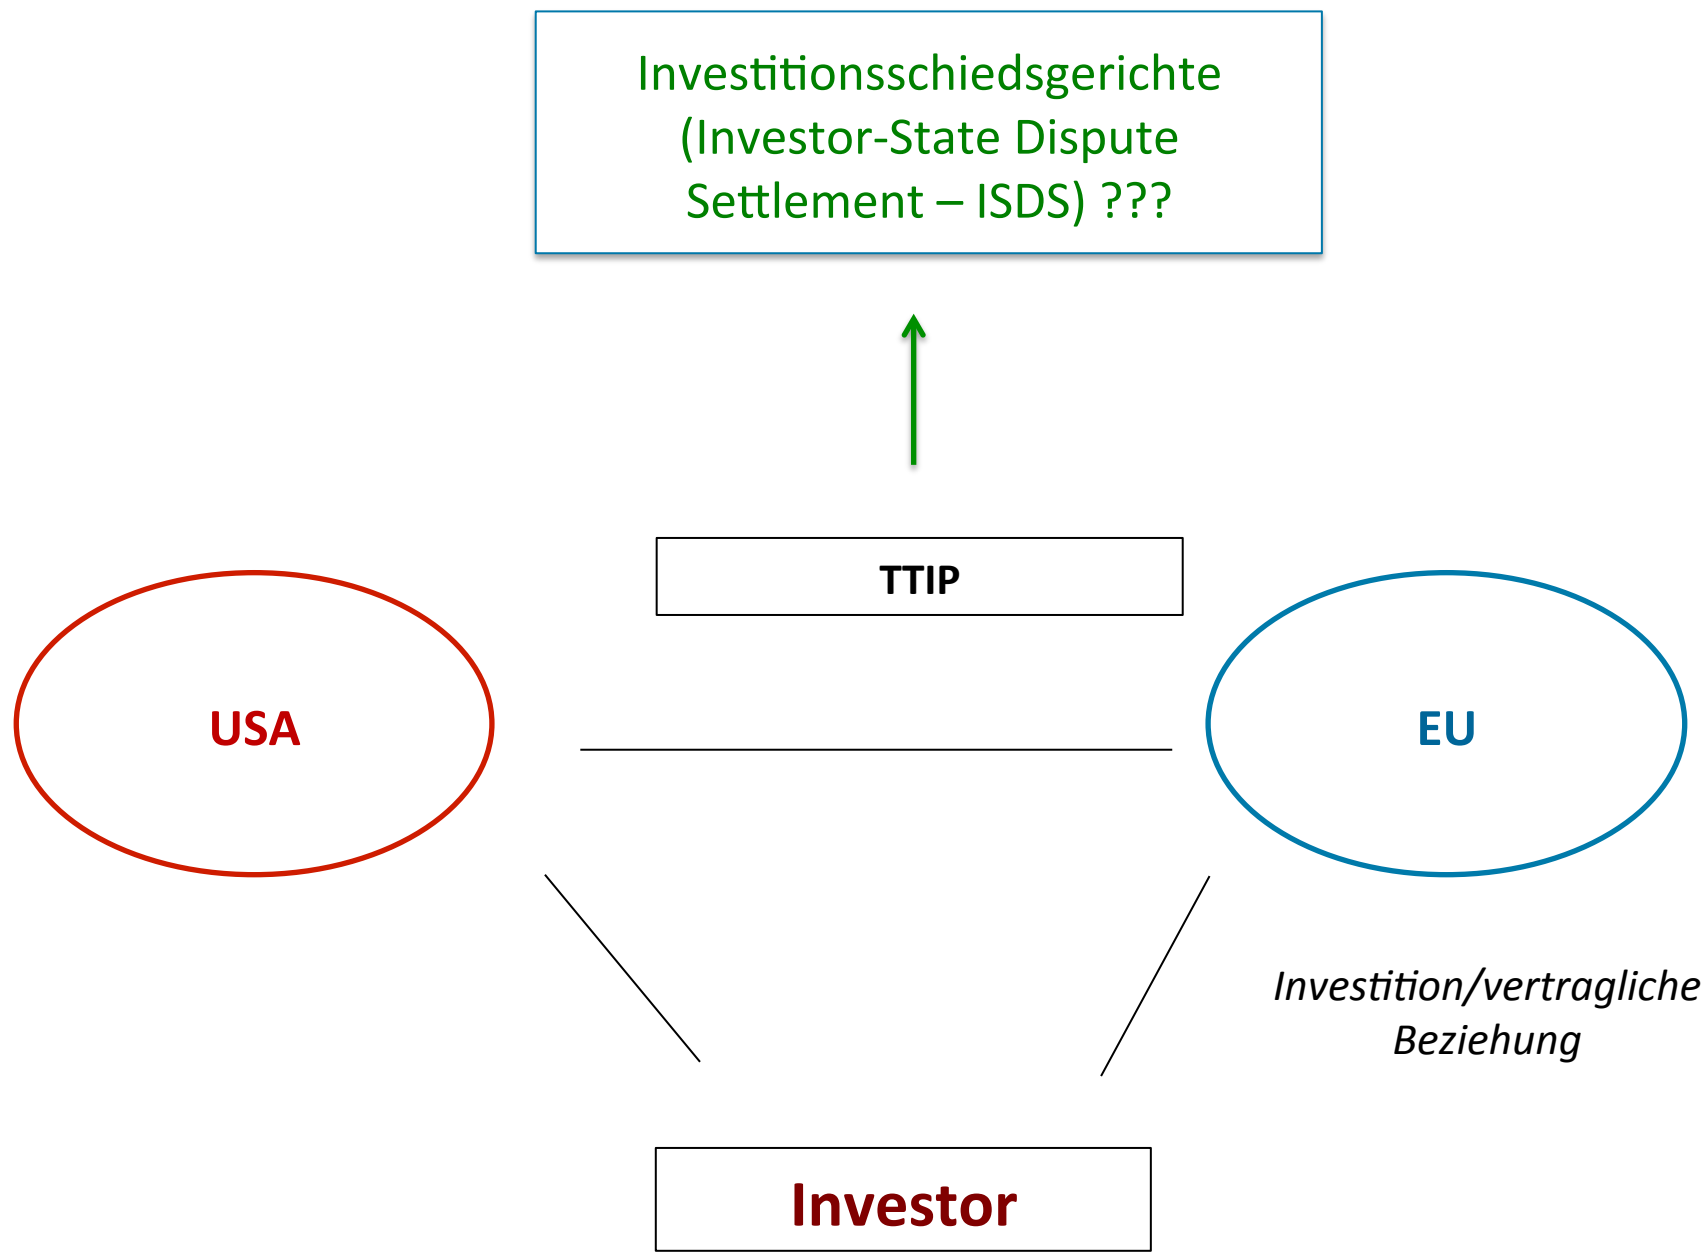 Investitionsschiedsgerichte
(Investor-State Dispute
Settlement – ISDS) ???
TTIP
USA
EU
Investition/vertragliche
Beziehung
Investor